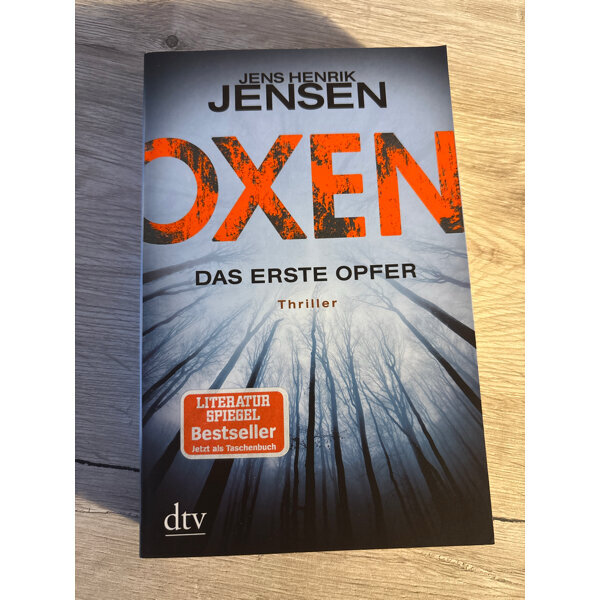 JENS HENRIK
JENSEN
OXEN
DAS ERSTE OPFER
Thriller
LITERATUR
SPIEGEL
Bestseller
Jetzt als Taschenbuch
dtv